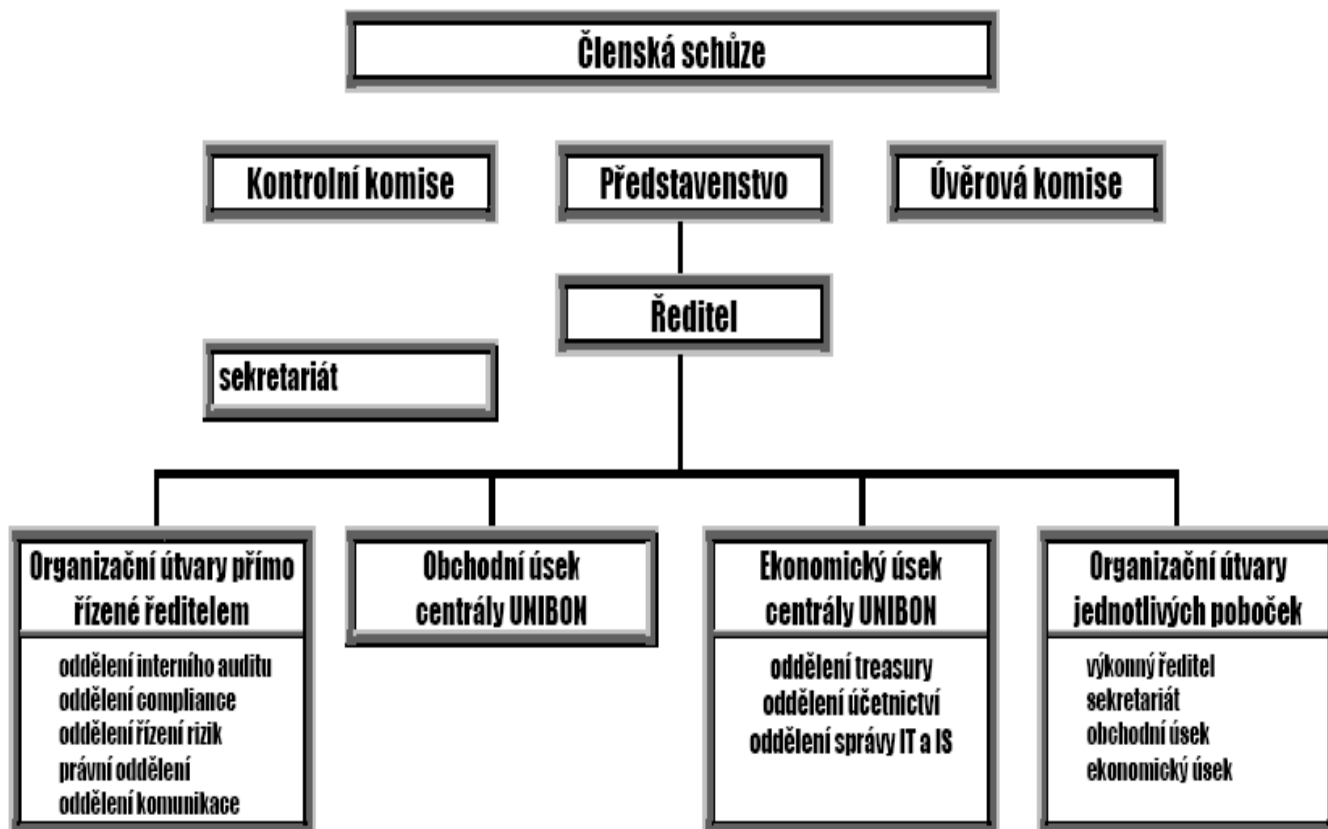 Členská schůze
Kontrolní komise
Představenstvo
Úvěrová komise
Ředitel
sekretariát
Organizační útvary přímo
řízené ředitelem
oddělení interního auditu
oddělení compliance
oddělení řízení rizik
právní oddělení
oddělení komunikace
Obchodní úsek
centrály UNIBON
Ekonomický úsek
centrály UNIBON
oddělení treasury
oddělení účetnictví
oddělení správy IT a IS
Organizační útvary
jednotlivých poboček
výkonný ředitel
sekretariát
obchodní úsek
ekonomický úsek